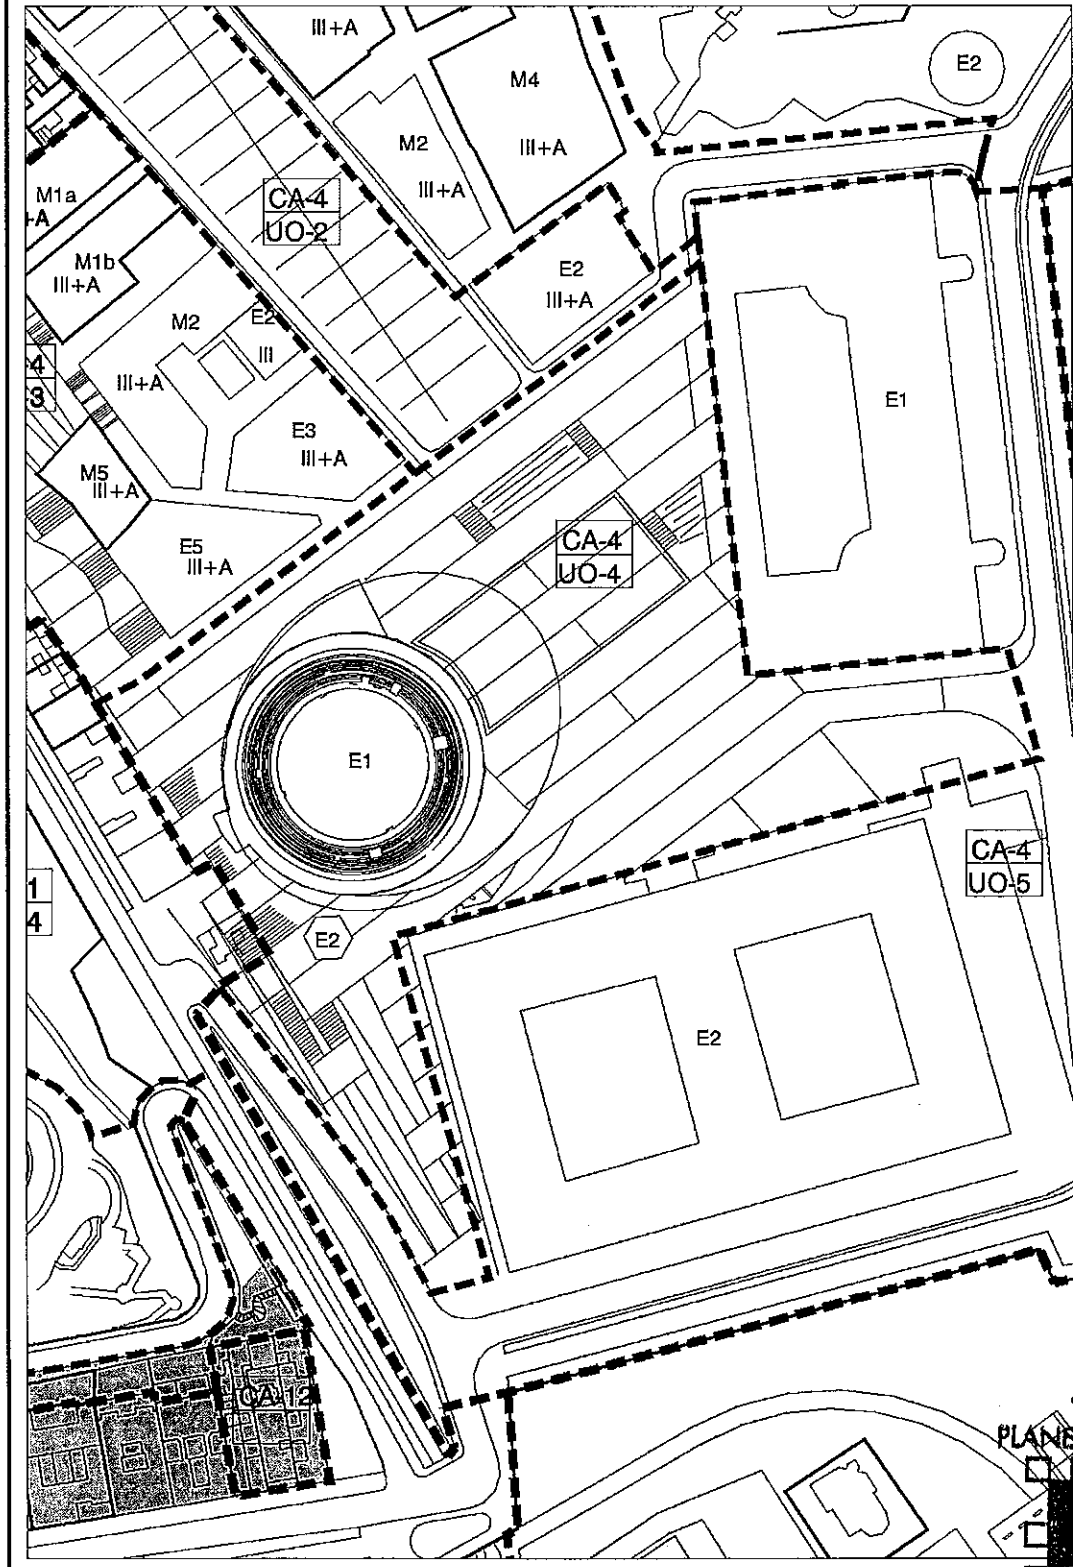 III+A
M4
E2
M2
III+A
III+A
M1a
+A
CA-4
UO-2
M1b
III+A
E2
III+A
M2
E2
III
4
3
III+A
E1
E3
III+A
M5
III+A
CA-4
UO-4
E5
III+A
E1
CA-4
UO-5
1
4
E2
E2
CA-12
PLANE